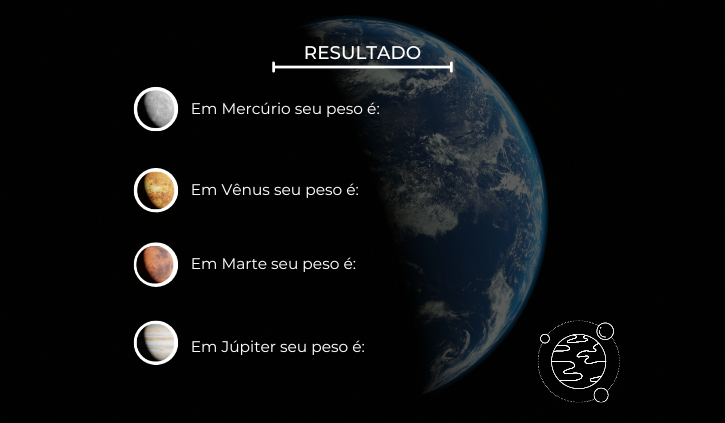 RESULTADO
Em Mercúrio seu peso é:
Em Vênus seu peso é:
Em Marte seu peso é:
Em Júpiter seu peso é: